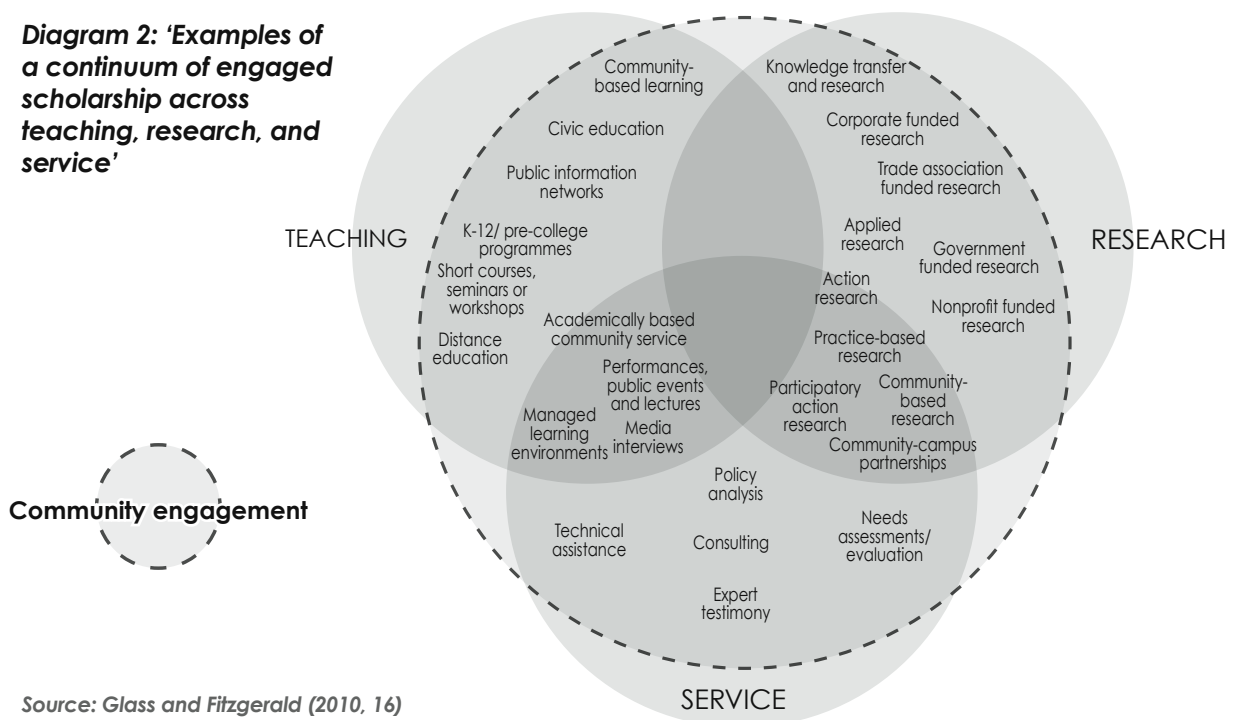 Diagram 2: ‘Examples of
a continuum of engaged
scholarship across
teaching, research, and
service’
TEACHING
RESEARCH
SERVICE
Community-
based learning
Civic education
Public information
networks
K-12/ pre-college
programmes
Short courses,
seminars or
workshops
Distance
education
Academically based
community service
Performances,
public events
and lectures
Managed
learning
environments
Media
interviews
Knowledge transfer
and research
Corporate funded
research
Trade association
funded research
Applied
research
Government
funded research
Action
research
Nonprofit funded
research
Practice-based
research
Participatory
action
research
Community-
based
research
Community-campus
partnerships
Policy
analysis
Technical
assistance
Consulting
Needs
assessments/
evaluation
Expert
testimony
Community engagement
Source: Glass and Fitzgerald (2010, 16)